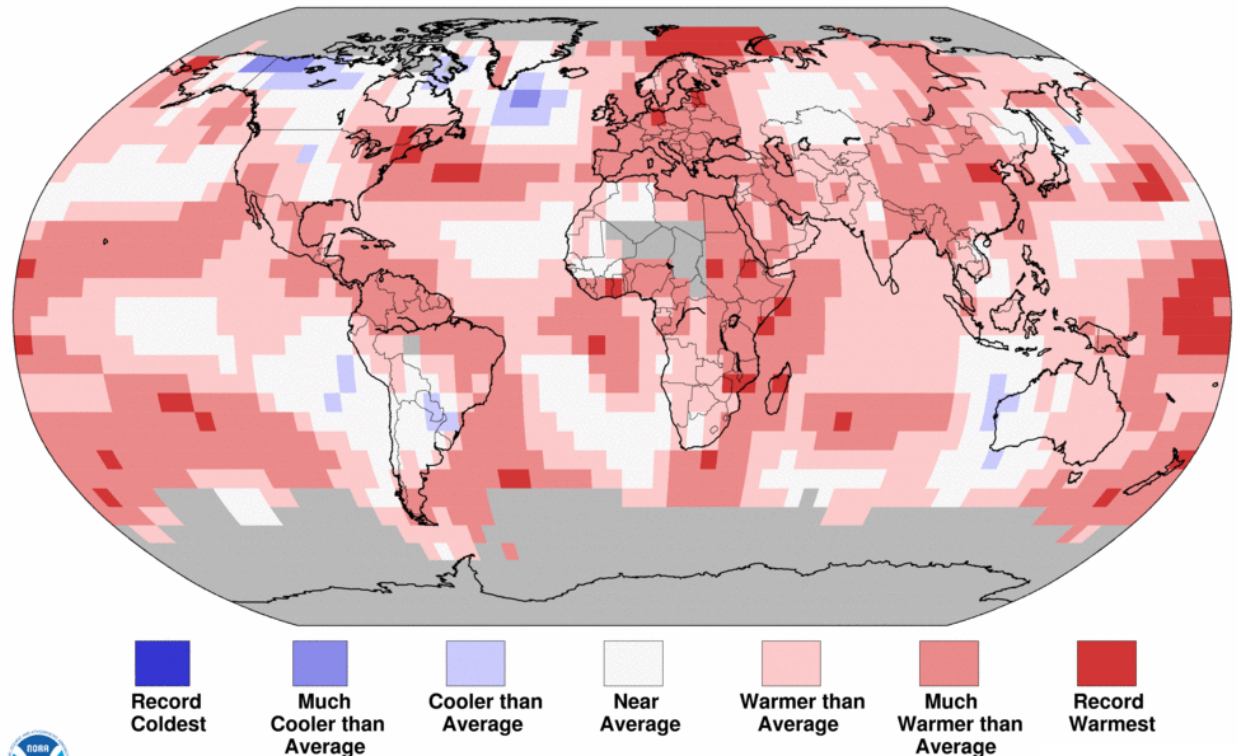 Record
Coldest
Much
Cooler than
Average
Cooler than
Average
Near
Average
Warmer than
Average
Much
Warmer than
Average
Record
Warmest
NOAA